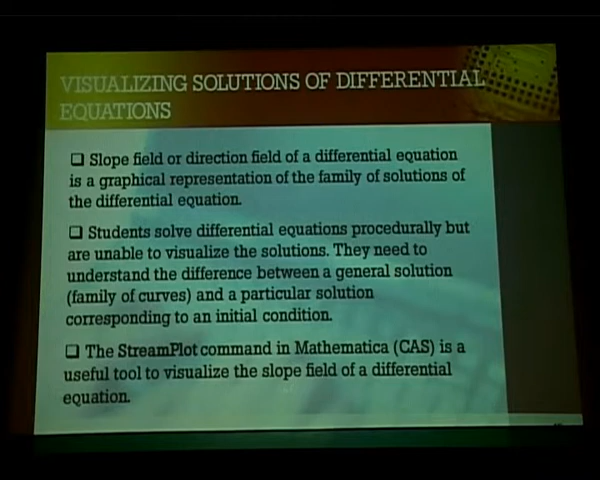 VISUALIZING SOLUTIONS OF DIFFERENTIAL
EQUATIONS
❑ Slope field or direction field of a differential equation
is a graphical representation of the family of solutions of
the differential equation.
❑ Students solve differential equations procedurally but
are unable to visualize the solutions. They need to
understand the difference between a general solution
(family of curves) and a particular solution
corresponding to an initial condition.
❑ The StreamPlot command in Mathematica (CAS) is a
useful tool to visualize the slope field of a differential
equation.